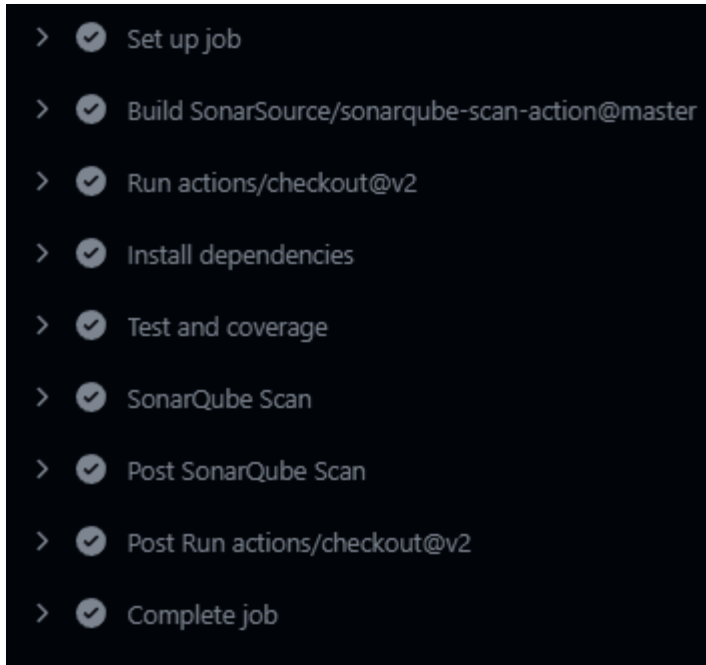 Set up job
Build SonarSource/sonarqube-scan-action@master
Run actions/checkout@v2
Install dependencies
Test and coverage
SonarQube Scan
Post SonarQube Scan
Post Run actions/checkout@v2
Complete job